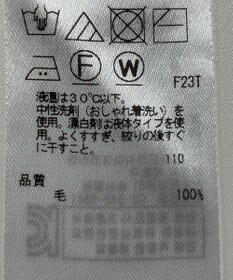 F
W
F23T
液温は30℃以下。
中性洗剤(おしゃれ着洗い)を
使用。漂白剤は液体タイプを使
用。よくすすぎ、絞りの後すぐ
に干すこと。
110
品質
毛 100%